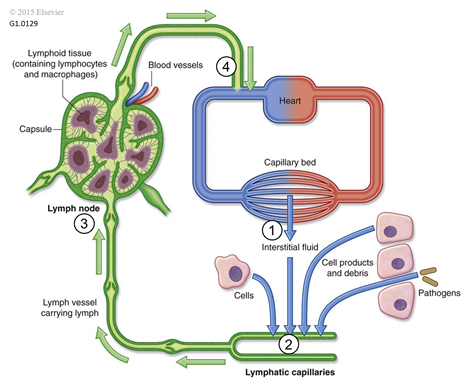 © 2015 Elsevier
G1.0129
Lymphoid tissue
(containing lymphocytes
and macrophages)
Blood vessels
4
Heart
Capsule
Capillary bed
Lymph node
3
1
Interstitial fluid
Cell products
and debris
Cells
Pathogens
Lymph vessel
carrying lymph
2
Lymphatic capillaries